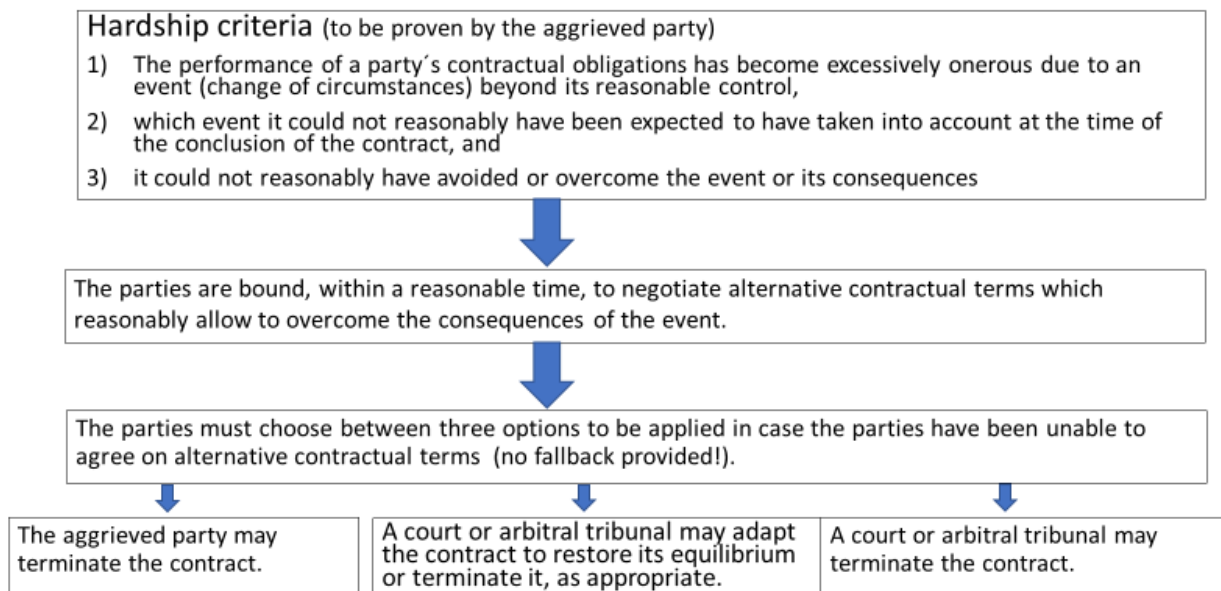 Hardship criteria (to be proven by the aggrieved party)
1) The performance of a party´s contractual obligations has become excessively onerous due to an
event (change of circumstances) beyond its reasonable control,
2) which event it could not reasonably have been expected to have taken into account at the time of
the conclusion of the contract, and
3) it could not reasonably have avoided or overcome the event or its consequences
The parties are bound, within a reasonable time, to negotiate alternative contractual terms which
reasonably allow to overcome the consequences of the event.
The parties must choose between three options to be applied in case the parties have been unable to
agree on alternative contractual terms (no fallback provided!).
The aggrieved party may
terminate the contract.
A court or arbitral tribunal may adapt
the contract to restore its equilibrium
or terminate it, as appropriate.
A court or arbitral tribunal may
terminate the contract.